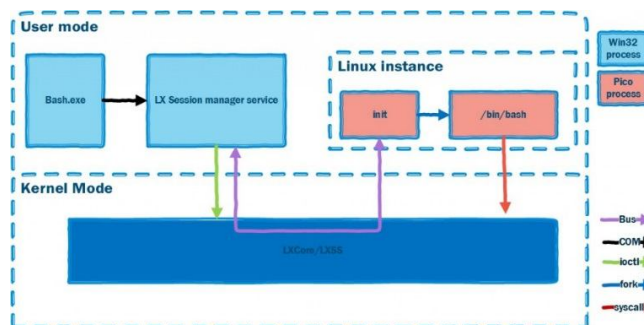 User mode
Win32
process
Linux instance
Pico
process
Bash.exe
LX Session manager service
init
/bin/bash
Kernel Mode
Bus
COM
LXCore/LXSS
ioctl
fork
syscall